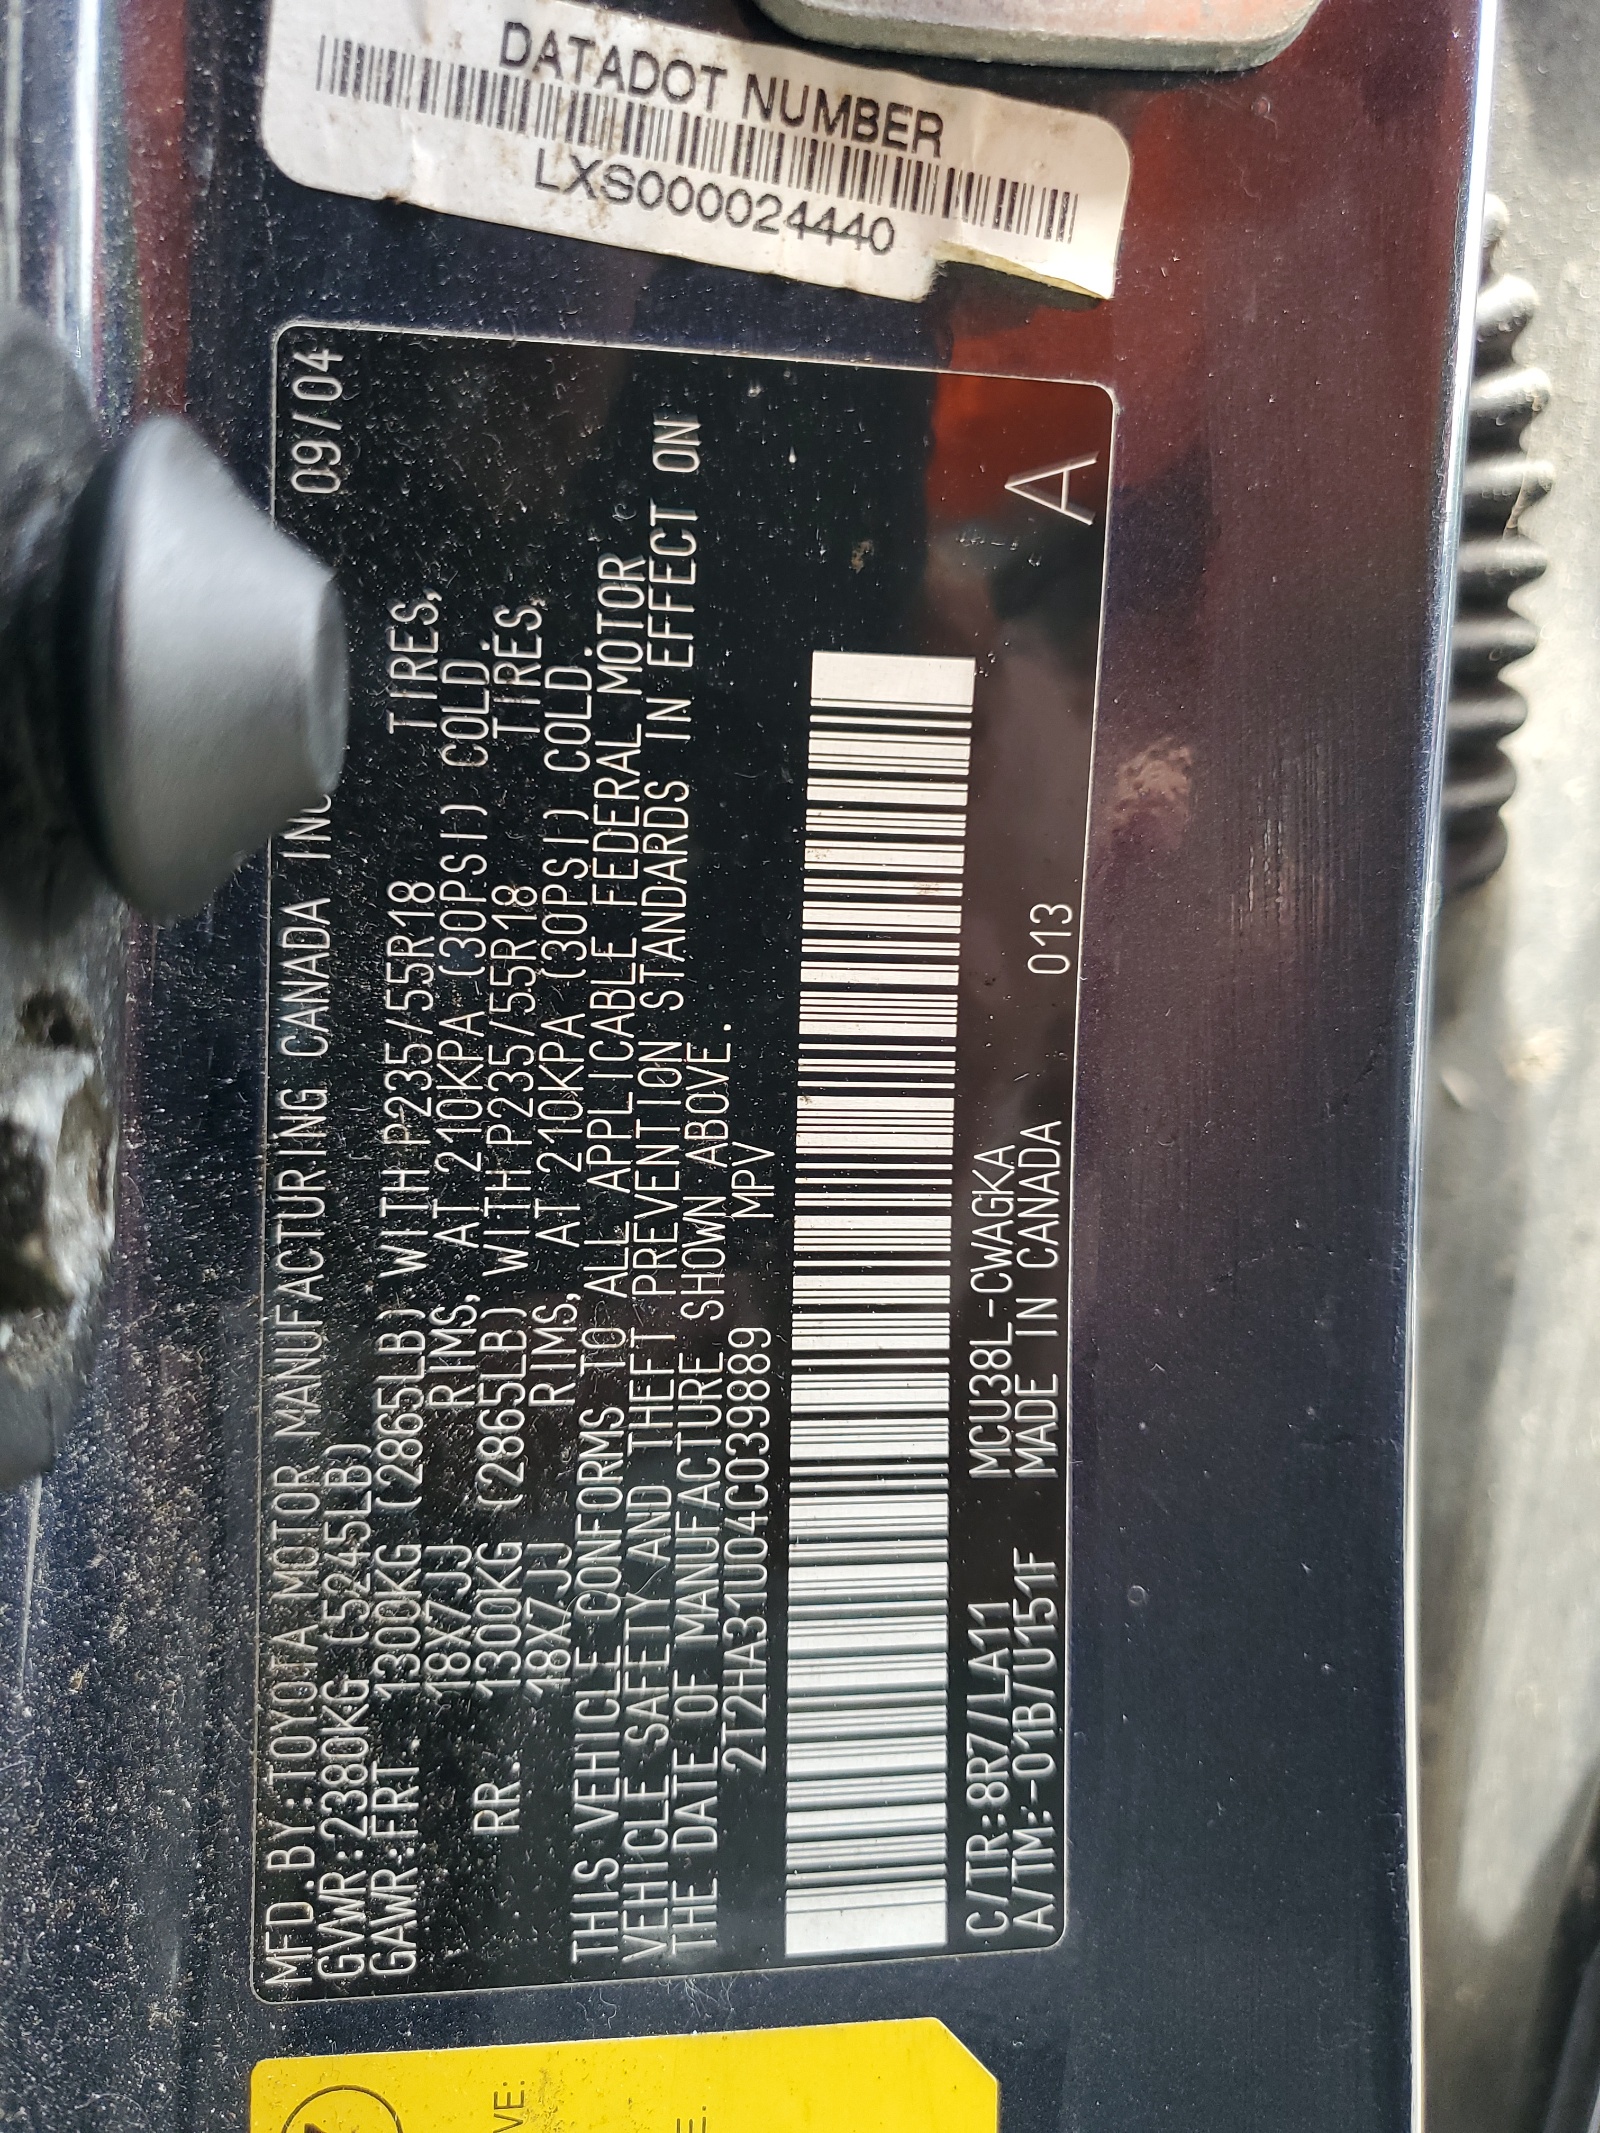 DATADOT NUMBER
LXS000024440
MFD.BY:TOYOTA MOTOR MANUFACTURING CANADA INC 09/04
GVWR:2380KG (5245LB)
GAWR:FRT. 1300KG (2865LB) WITH P235/55R18 TIRES,
18X7JJ RIMS, AT 210KPA (30PSI) COLD
RR. 1300KG (2865LB) WITH P235/55R18 TIRES,
18X7JJ RIMS, AT 210KPA (30PSI) COLD.
THIS VEHICLE CONFORMS TO ALL APPLICABLE FEDERAL MOTOR
VEHICLE SAFETY AND THEFT PREVENTION STANDARDS IN EFFECT ON
THE DATE OF MANUFACTURE SHOWN ABOVE.
2T2HA31U04C039889 MPV
C/TR:8R7/LA11 MCU38L-CWAGKA
A/TM:-01B/U151F MADE IN CANADA 013 A
VE:
E.